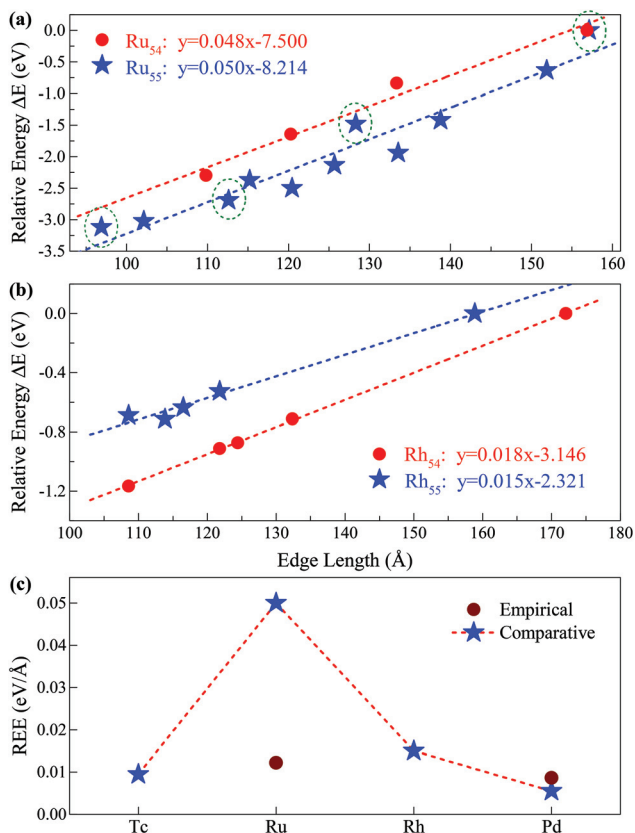 (a)
Ru54: y=0.048x-7.500
Ru55: y=0.050x-8.214
Relative Energy ΔE (eV)
0.0
-0.5
-1.0
-1.5
-2.0
-2.5
-3.0
-3.5
100 110 120 130 140 150 160
(b)
Relative Energy ΔE (eV)
0.0
-0.4
-0.8
-1.2
Rh54: y=0.018x-3.146
Rh55: y=0.015x-2.321
100 110 120 130 140 150 160 170 180
Edge Length (Å)
(c)
REE (eV/Å)
0.05
0.04
0.03
0.02
0.01
0.00
Empirical
Comparative
Tc Ru Rh Pd